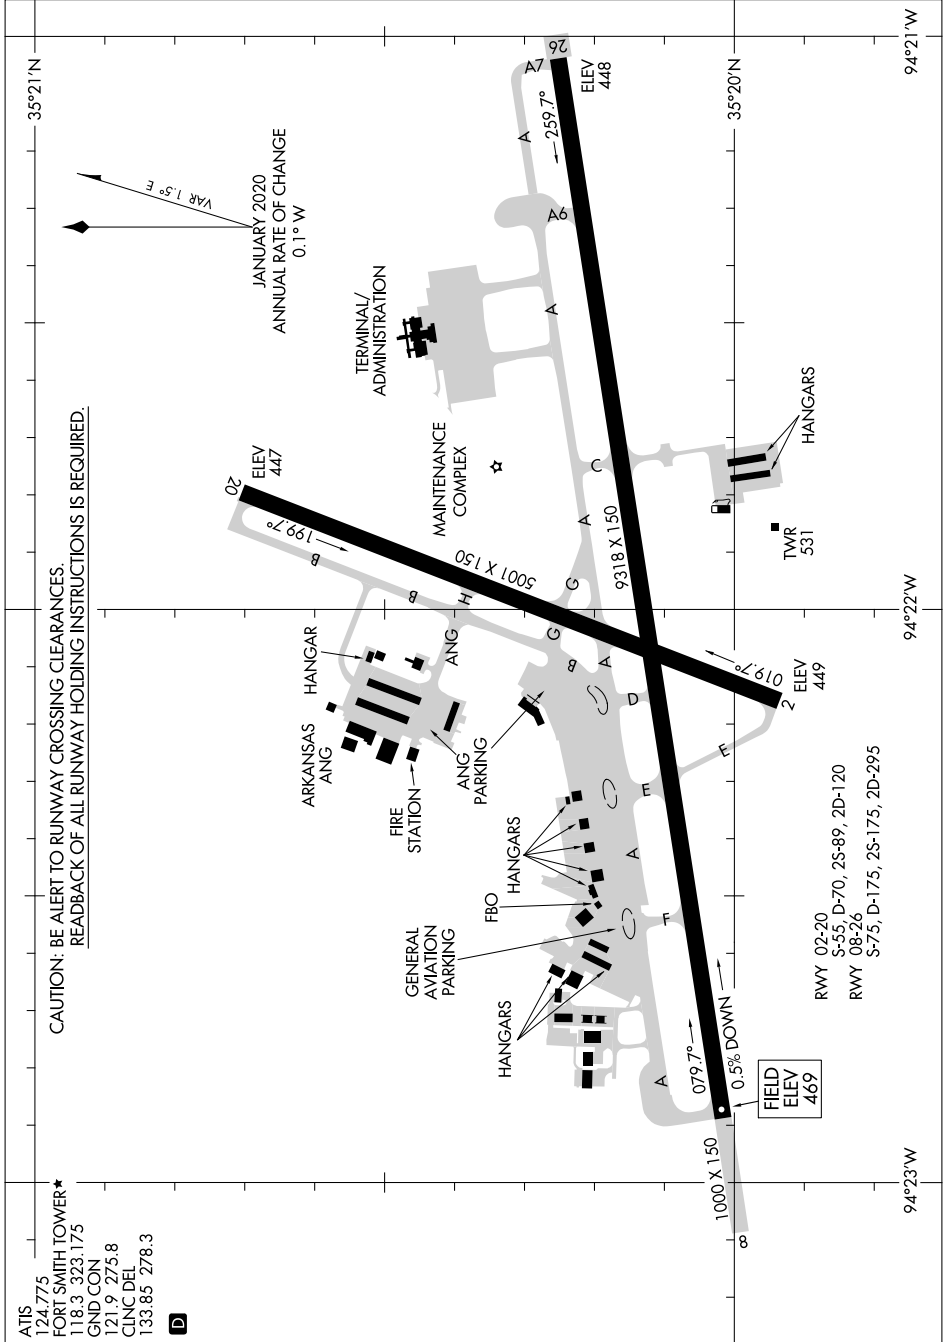 ATIS
124.775
FORT SMITH TOWER★
118.3 323.175
GND CON
121.9 275.8
CLNC DEL
133.85 278.3
D
CAUTION: BE ALERT TO RUNWAY CROSSING CLEARANCES.
READBACK OF ALL RUNWAY HOLDING INSTRUCTIONS IS REQUIRED.
35°21'N
VAR 1.5° E
JANUARY 2020
ANNUAL RATE OF CHANGE
0.1° W
20
ELEV
447
199.7°
B
B
5001 X 150
H
ANG
HANGAR
ARKANSAS
ANG
FIRE
STATION
ANG
PARKING
TERMINAL/
ADMINISTRATION
MAINTENANCE
COMPLEX
GENERAL
AVIATION
PARKING
FBO
HANGARS
HANGARS
G
G
B
A
A
A
A
A
A
C
D
E
E
F
A6
A7
26
ELEV
448
259.7°
9318 X 150
HANGARS
TWR
531
019.7°
2
ELEV
449
079.7°
0.5% DOWN
1000 X 150
8
FIELD
ELEV
469
RWY 02-20
S-55, D-70, 2S-89, 2D-120
RWY 08-26
S-75, D-175, 2S-175, 2D-295
35°20'N
94°23'W
94°22'W
94°21'W